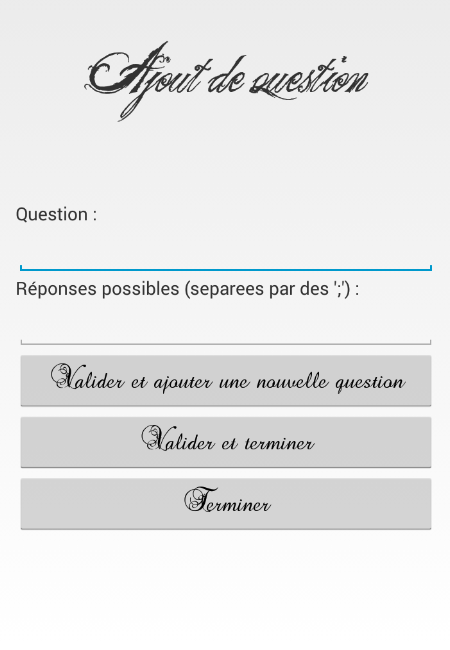 Ajout de question
Question :
Réponses possibles (separees par des ';') :
Valider et ajouter une nouvelle question
Valider et terminer
Terminer